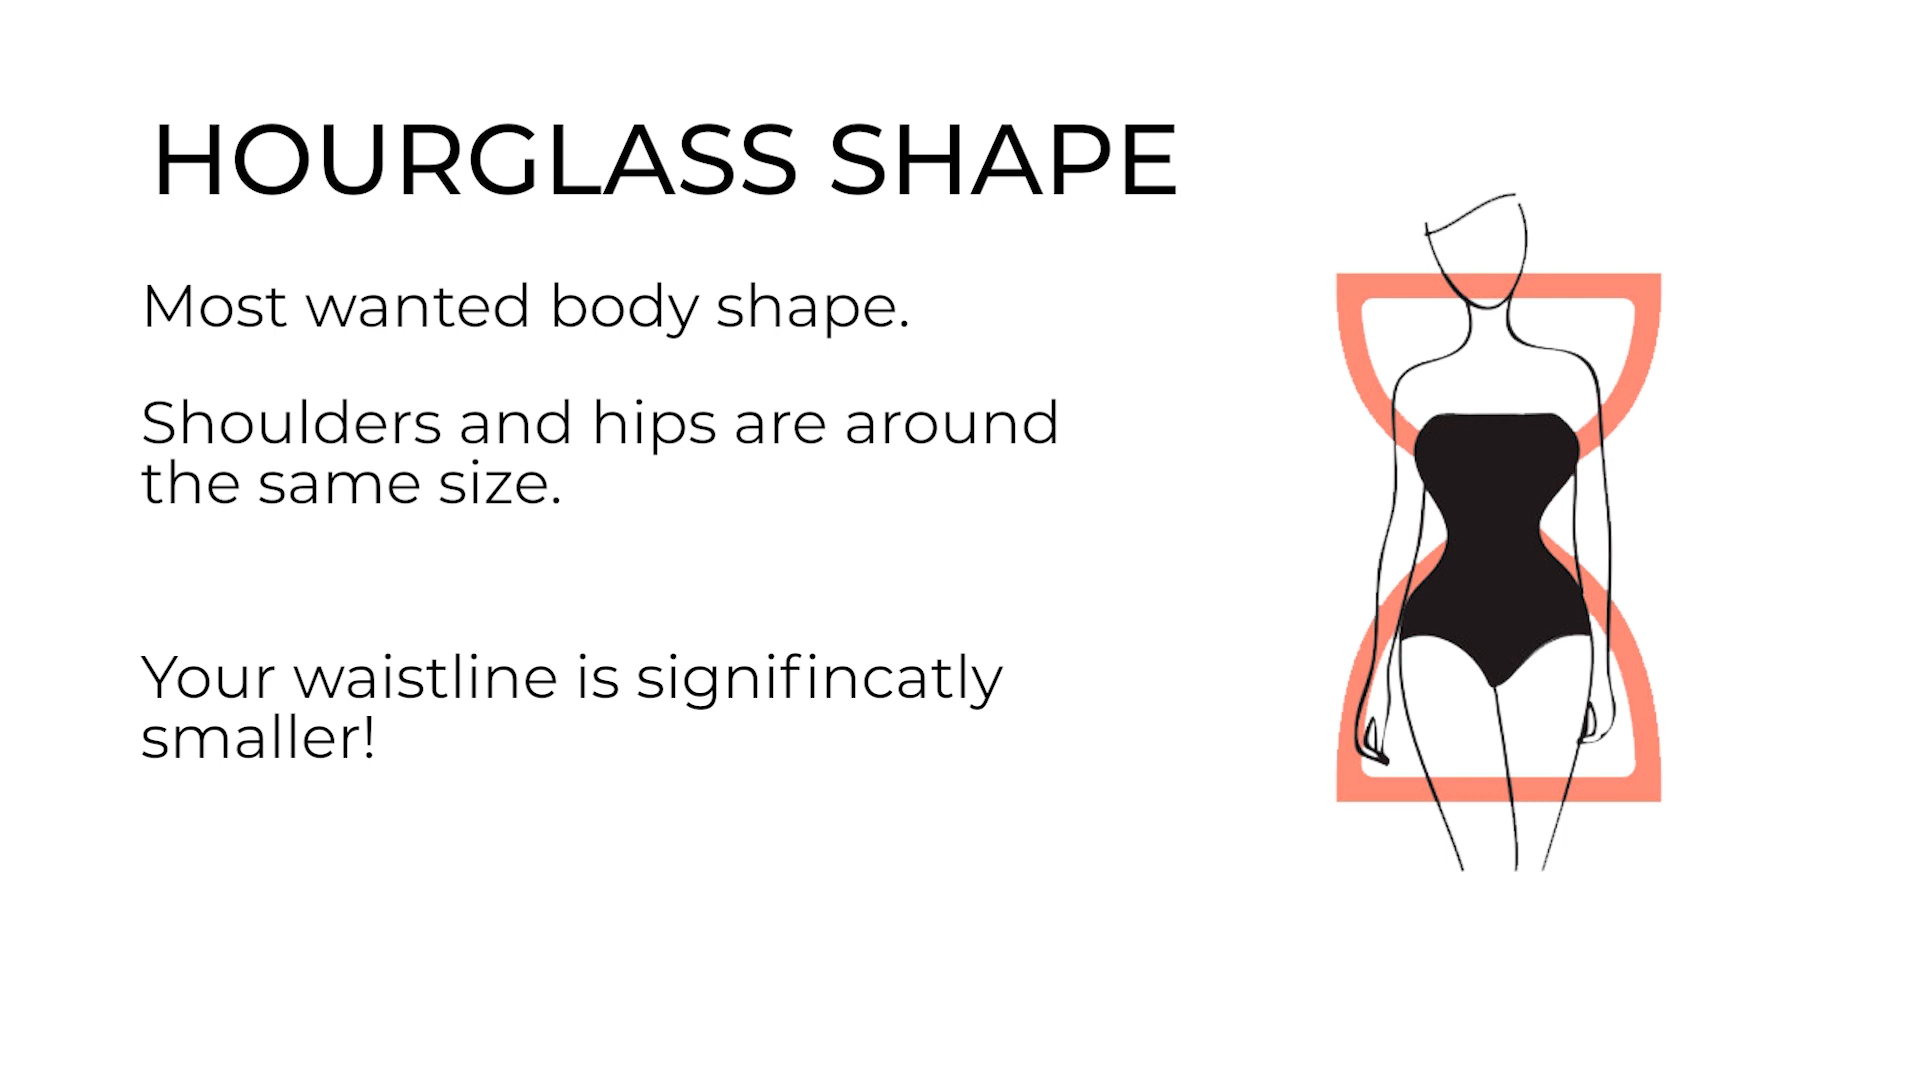 HOURGLASS SHAPE
Most wanted body shape.
Shoulders and hips are around
the same size.
Your waistline is signifincatly
smaller!